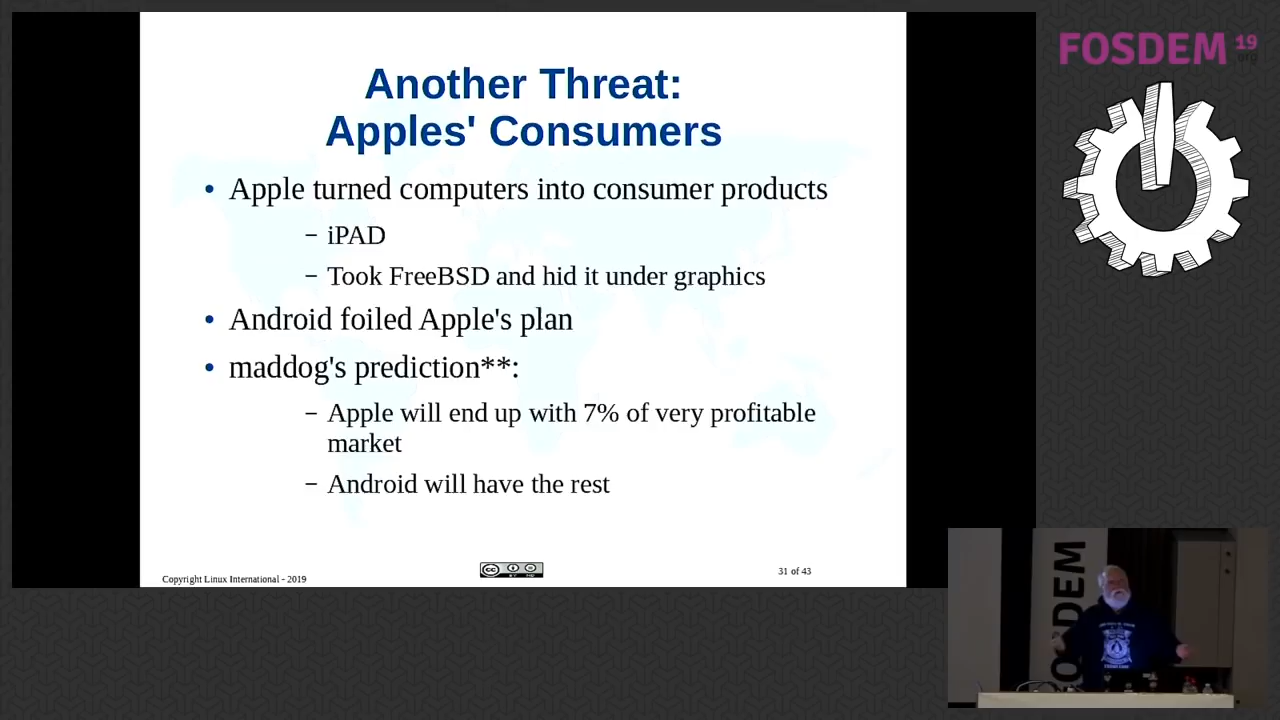 Another Threat:
Apples' Consumers
• Apple turned computers into consumer products
– iPAD
– Took FreeBSD and hid it under graphics
• Android foiled Apple's plan
• maddog's prediction**:
– Apple will end up with 7% of very profitable
market
– Android will have the rest
Copyright Linux International - 2019
cc
31 of 43
FOSDEM 19
.org
FOSDEM